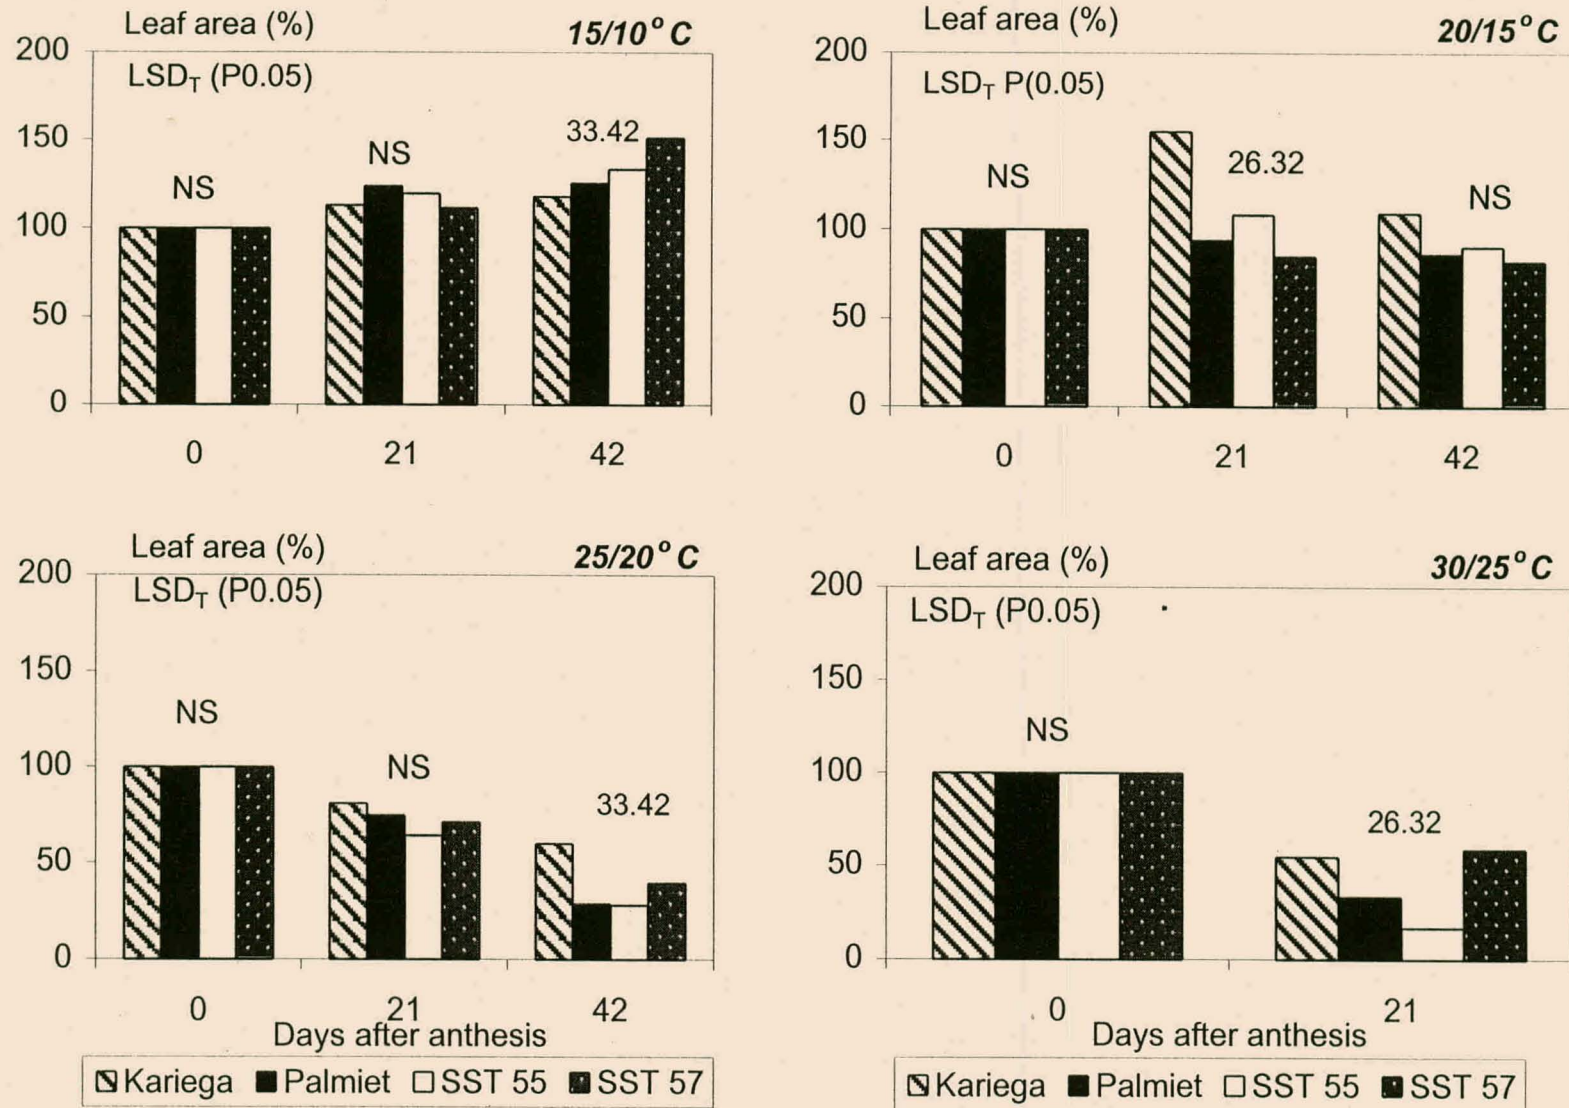 Leaf area (%)
15/10° C
200
LSD_T (P0.05)
150
100
50
0
NS
NS
33.42
0
21
42
Leaf area (%)
20/15° C
200
LSD_T P(0.05)
150
100
50
0
NS
26.32
NS
0
21
42
Leaf area (%)
25/20° C
200
LSD_T (P0.05)
150
100
50
0
NS
NS
33.42
0
21
42
Days after anthesis
Kariega Palmiet SST 55 SST 57
Leaf area (%)
30/25° C
200
LSD_T (P0.05)
150
100
50
0
NS
26.32
0
21
Days after anthesis
Kariega Palmiet SST 55 SST 57